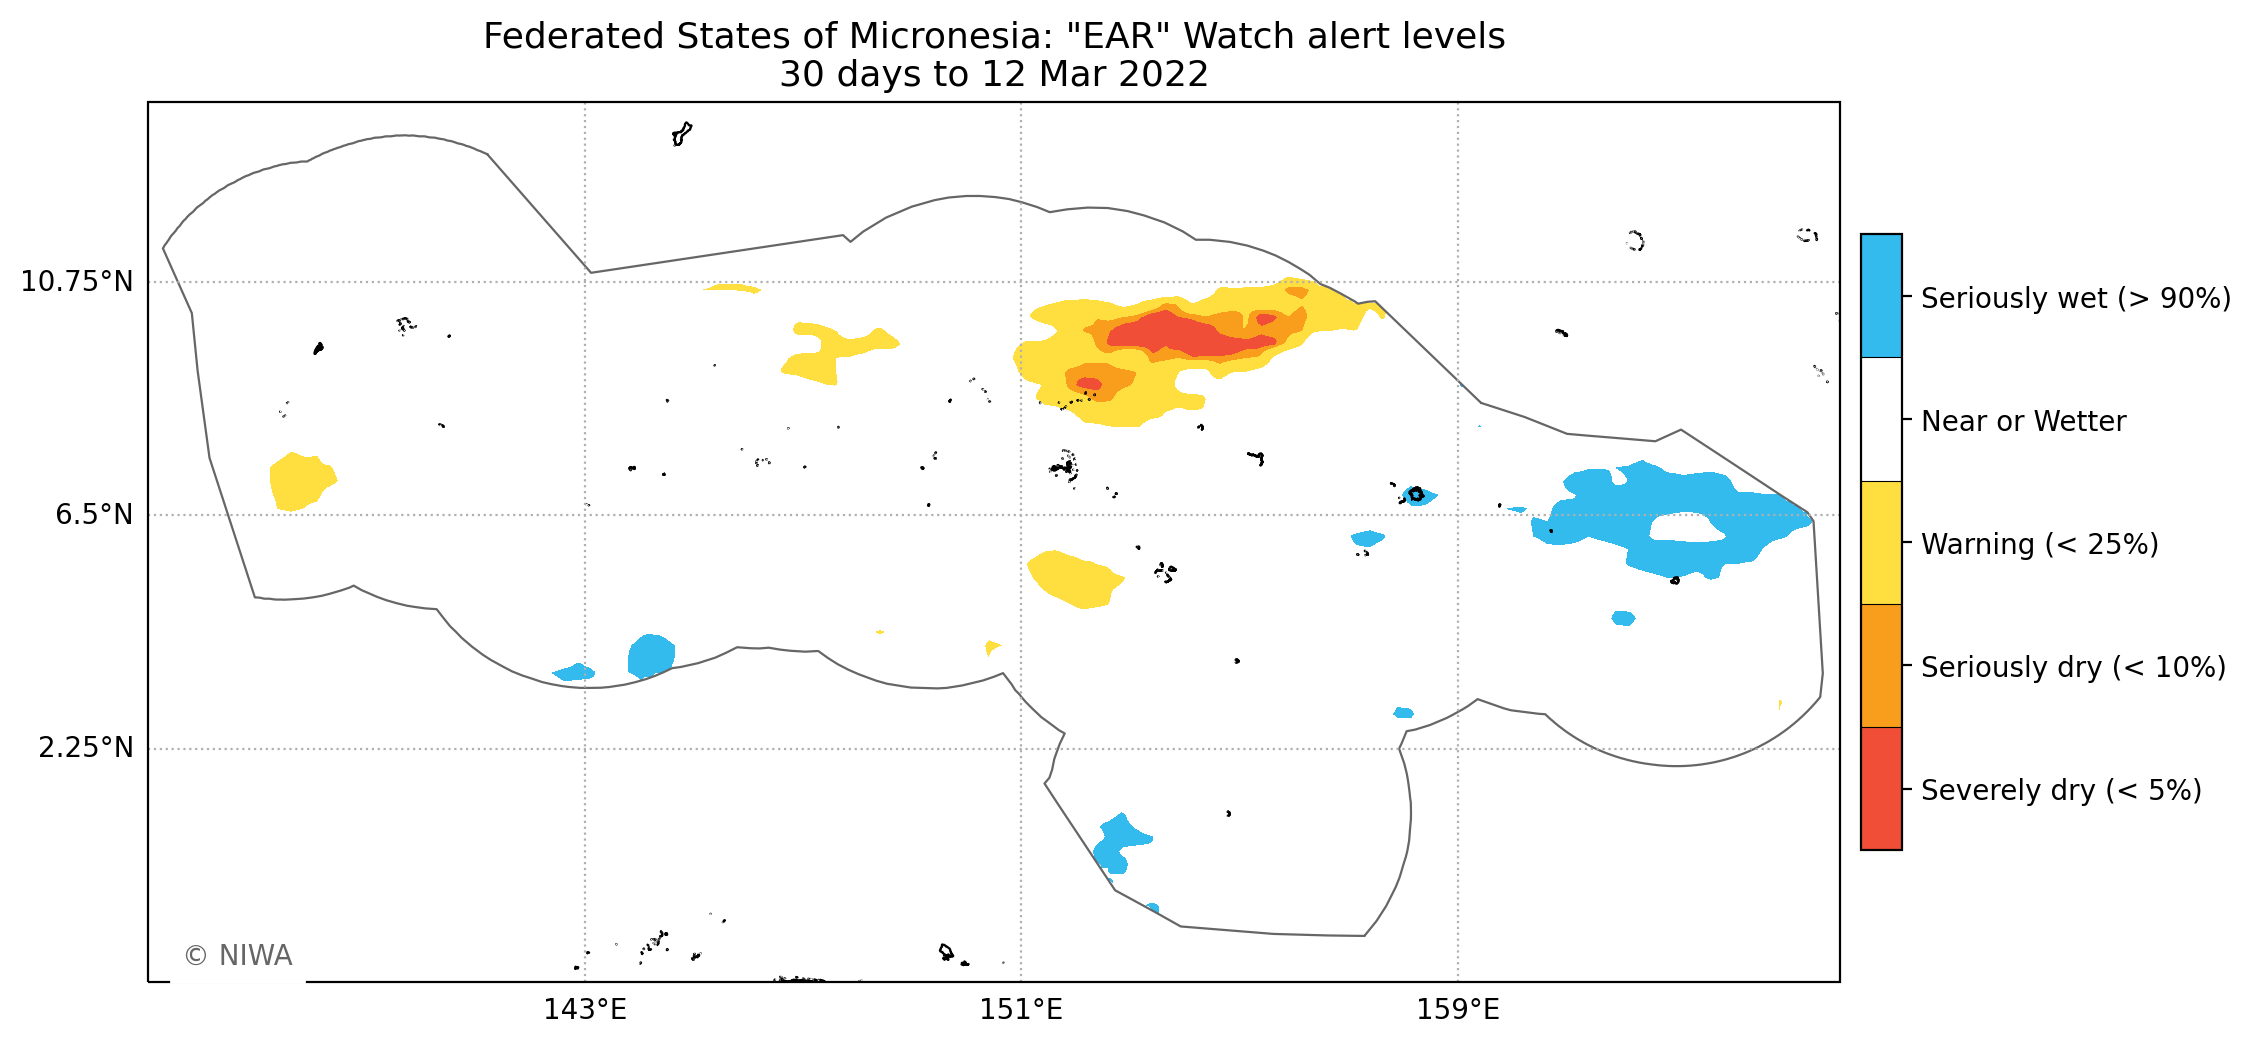 Federated States of Micronesia: "EAR" Watch alert levels
30 days to 12 Mar 2022
10.75°N
6.5°N
2.25°N
143°E
151°E
159°E
Seriously wet (> 90%)
Near or Wetter
Warning (< 25%)
Seriously dry (< 10%)
Severely dry (< 5%)
© NIWA